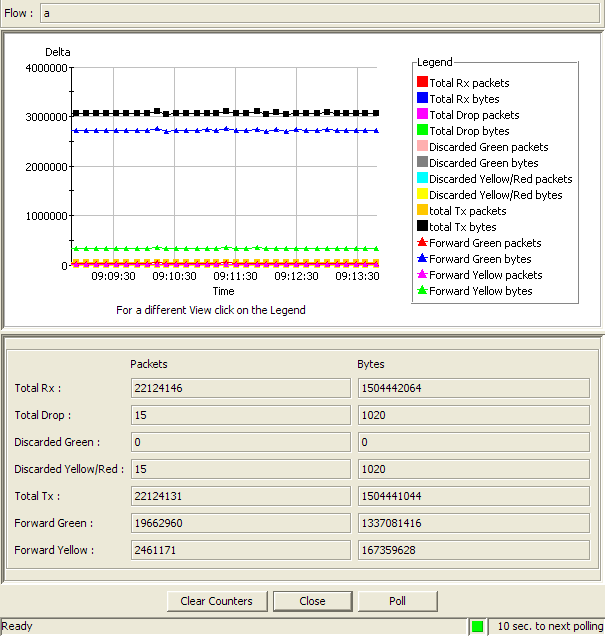 Flow : a
Delta
4000000
3000000
2000000
1000000
0
09:09:30 09:10:30 09:11:30 09:12:30 09:13:30
Time
For a different View click on the Legend
Legend
Total Rx packets
Total Rx bytes
Total Drop packets
Total Drop bytes
Discarded Green packets
Discarded Green bytes
Discarded Yellow/Red packets
Discarded Yellow/Red bytes
total Tx packets
total Tx bytes
Forward Green packets
Forward Green bytes
Forward Yellow packets
Forward Yellow bytes
Packets Bytes
Total Rx : 22124146 1504442064
Total Drop : 15 1020
Discarded Green : 0 0
Discarded Yellow/Red : 15 1020
Total Tx : 22124131 1504441044
Forward Green : 19662960 1337081416
Forward Yellow : 2461171 167359628
Clear Counters Close Poll
Ready 10 sec. to next polling